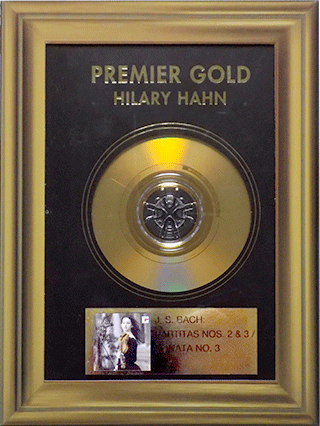 PREMIER GOLD
HILARY HAHN
J. S. BACH:
PARTITAS NOS. 2 & 3 /
NO. 3